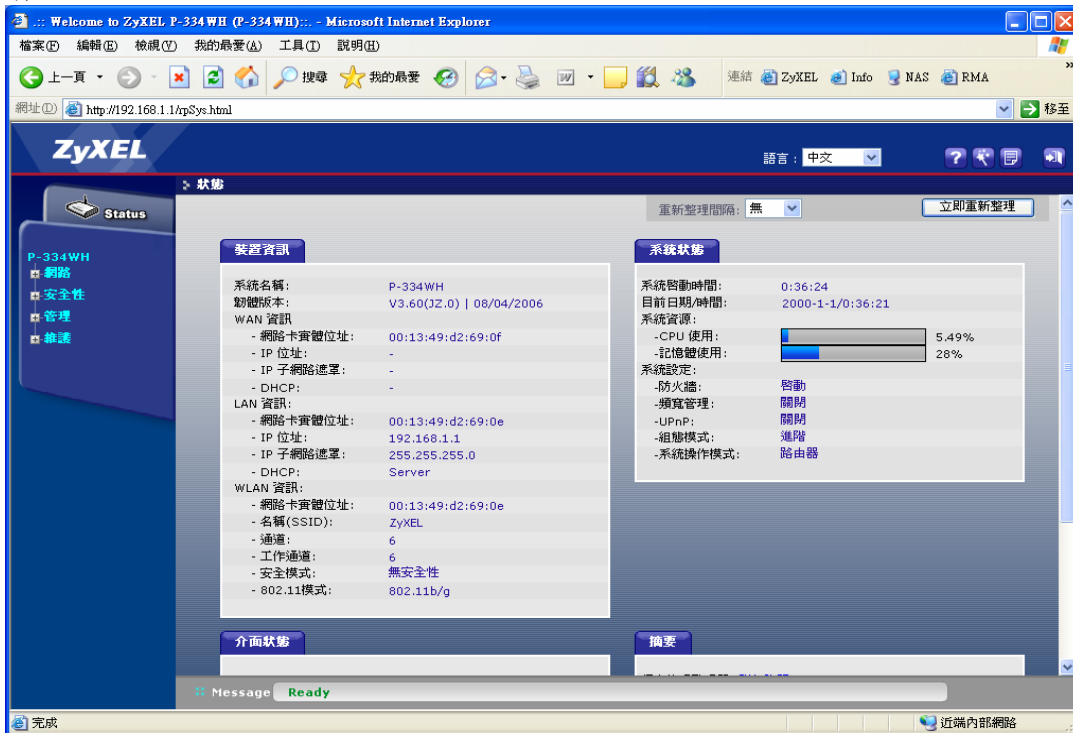 .:: Welcome to ZyXEL P-334WH (P-334WH)::. - Microsoft Internet Explorer
檔案(F) 編輯(E) 檢視(V) 我的最愛(A) 工具(T) 說明(H)
上一頁 搜尋 我的最愛 連結 ZyXEL Info NAS RMA
網址(D) http://192.168.1.1/rpSys.html 移至
ZyXEL
語言 : 中文
> 狀態
Status
重新整理間隔: 無 立即重新整理
P-334WH
網路
安全性
管理
維護
裝置資訊
系統名稱: P-334WH
韌體版本: V3.60(JZ.0) | 08/04/2006
WAN 資訊
- 網路卡實體位址: 00:13:49:d2:69:0f
- IP 位址: -
- IP 子網路遮罩: -
- DHCP: -
LAN 資訊:
- 網路卡實體位址: 00:13:49:d2:69:0e
- IP 位址: 192.168.1.1
- IP 子網路遮罩: 255.255.255.0
- DHCP: Server
WLAN 資訊:
- 網路卡實體位址: 00:13:49:d2:69:0e
- 名稱(SSID): ZyXEL
- 通道: 6
- 工作通道: 6
- 安全模式: 無安全性
- 802.11模式: 802.11b/g
系統狀態
系統啓動時間: 0:36:24
目前日期/時間: 2000-1-1/0:36:21
系統資源:
-CPU 使用: 5.49%
-記憶體使用: 28%
系統設定:
-防火牆: 啓動
-頻寬管理: 關閉
-UPnP: 關閉
-組態模式: 進階
-系統操作模式: 路由器
介面狀態
摘要
Message Ready
完成 近端內部網路